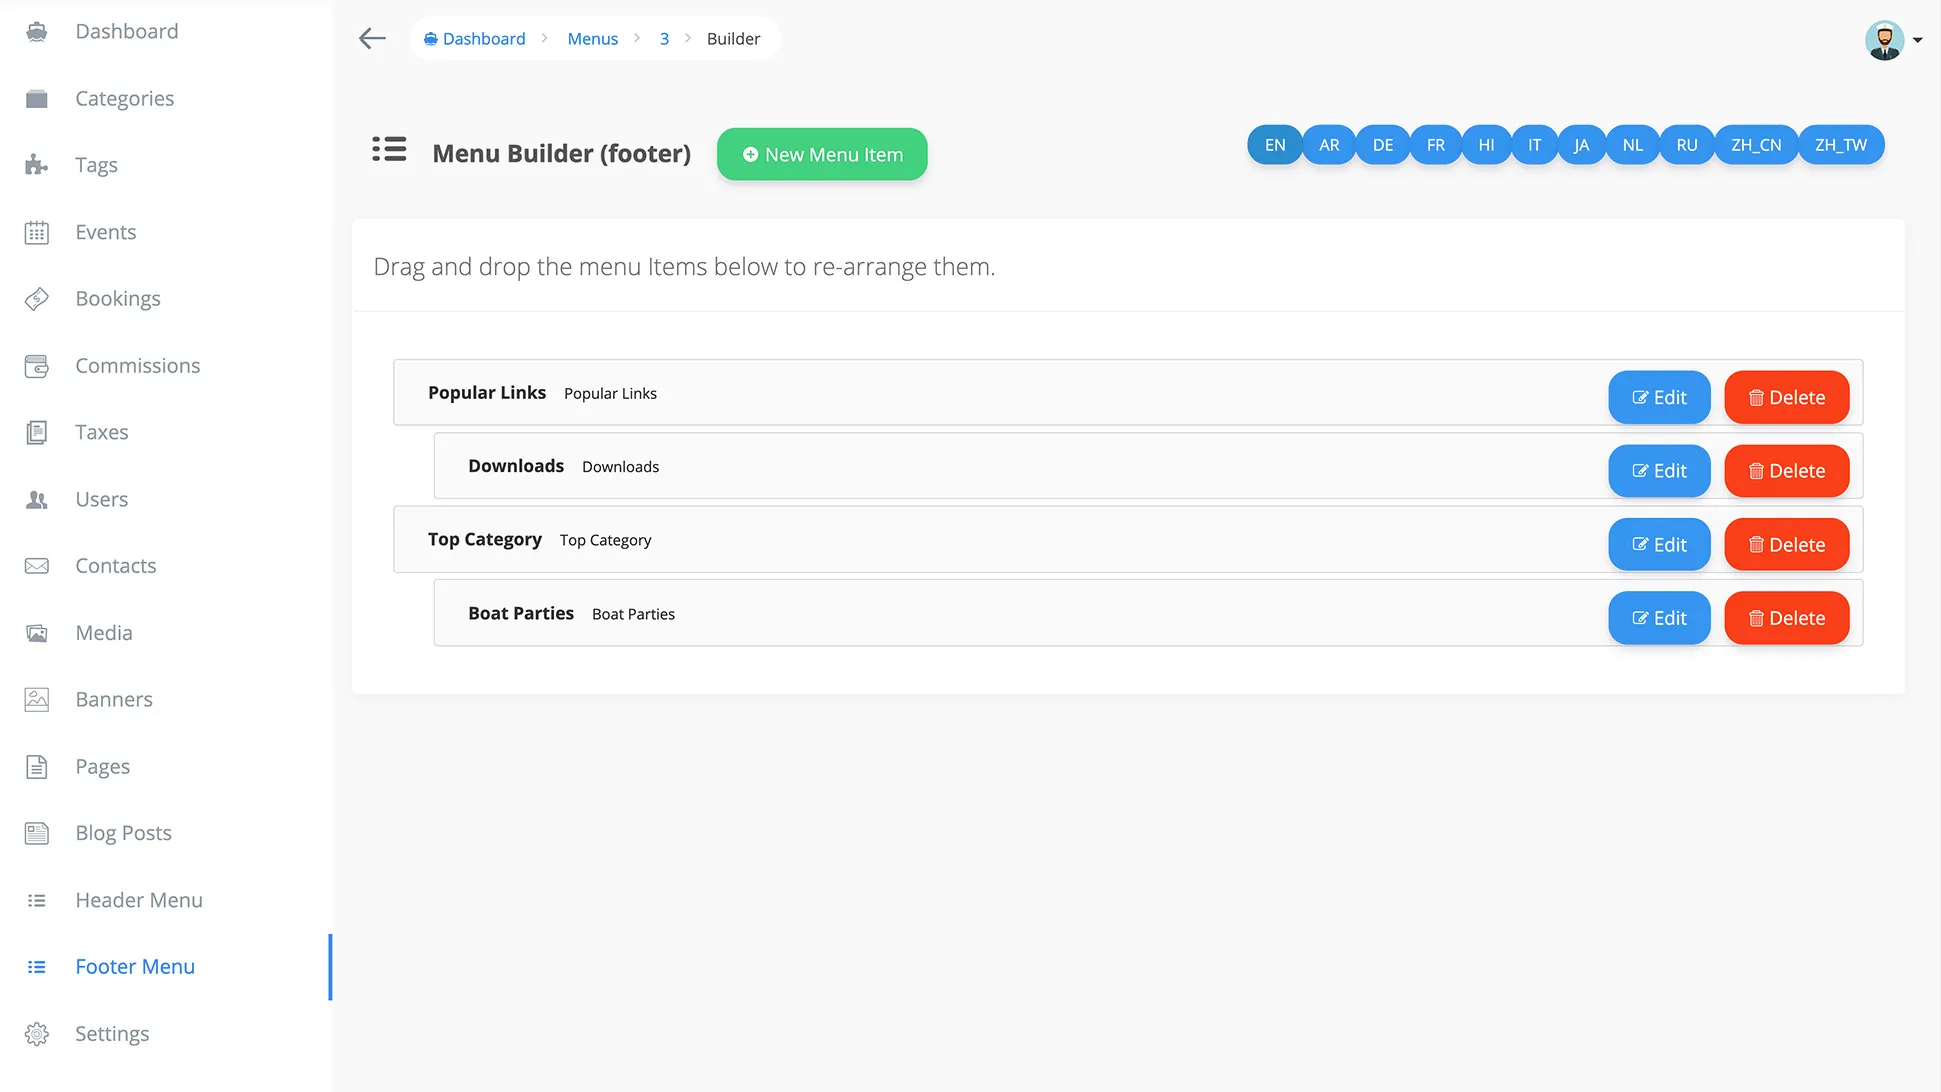 Dashboard
Categories
Tags
Events
Bookings
Commissions
Taxes
Users
Contacts
Media
Banners
Pages
Blog Posts
Header Menu
Footer Menu
Settings
Dashboard > Menus > 3 > Builder
Menu Builder (footer)
New Menu Item
EN AR DE FR HI IT JA NL RU ZH_CN ZH_TW
Drag and drop the menu Items below to re-arrange them.
Popular Links Popular Links Edit Delete
Downloads Downloads Edit Delete
Top Category Top Category Edit Delete
Boat Parties Boat Parties Edit Delete